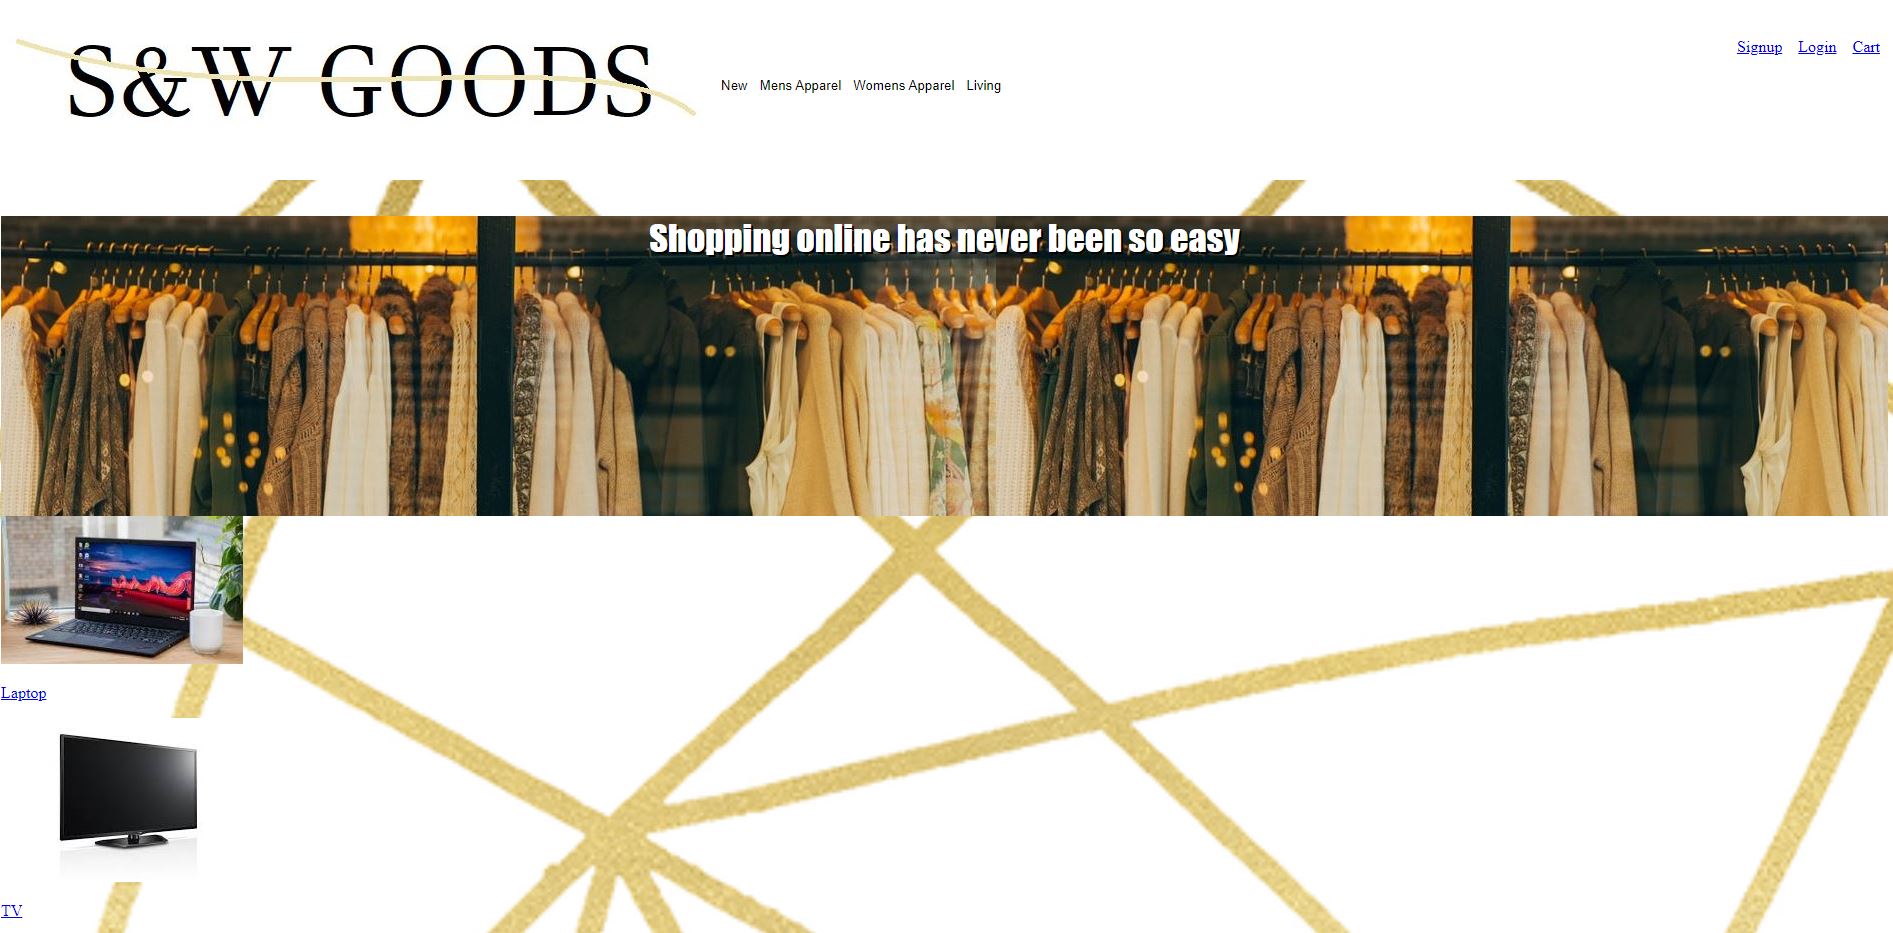 S&W GOODS
Signup Login Cart
New Mens Apparel Womens Apparel Living
Shopping online has never been so easy
Laptop
TV